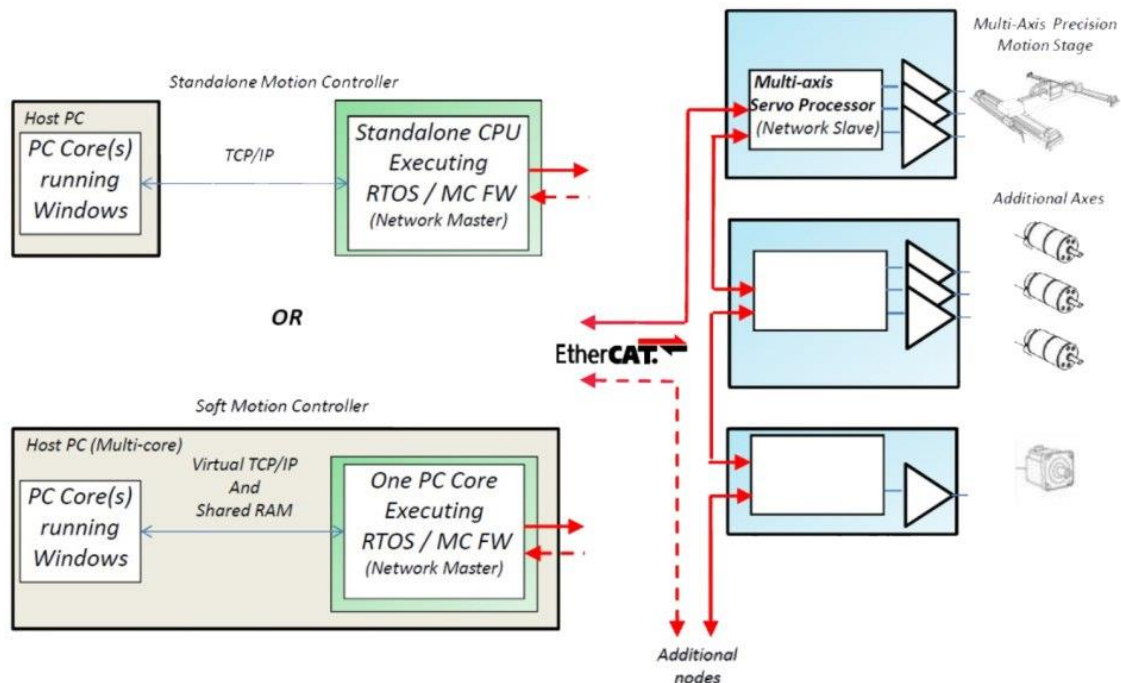 Standalone Motion Controller
Host PC
PC Core(s)
running
Windows
TCP/IP
Standalone CPU
Executing
RTOS / MC FW
(Network Master)
OR
Soft Motion Controller
Host PC (Multi-core)
PC Core(s)
running
Windows
Virtual TCP/IP
And
Shared RAM
One PC Core
Executing
RTOS / MC FW
(Network Master)
EtherCAT.
Multi-axis
Servo Processor
(Network Slave)
Multi-Axis Precision
Motion Stage
Additional Axes
Additional
nodes